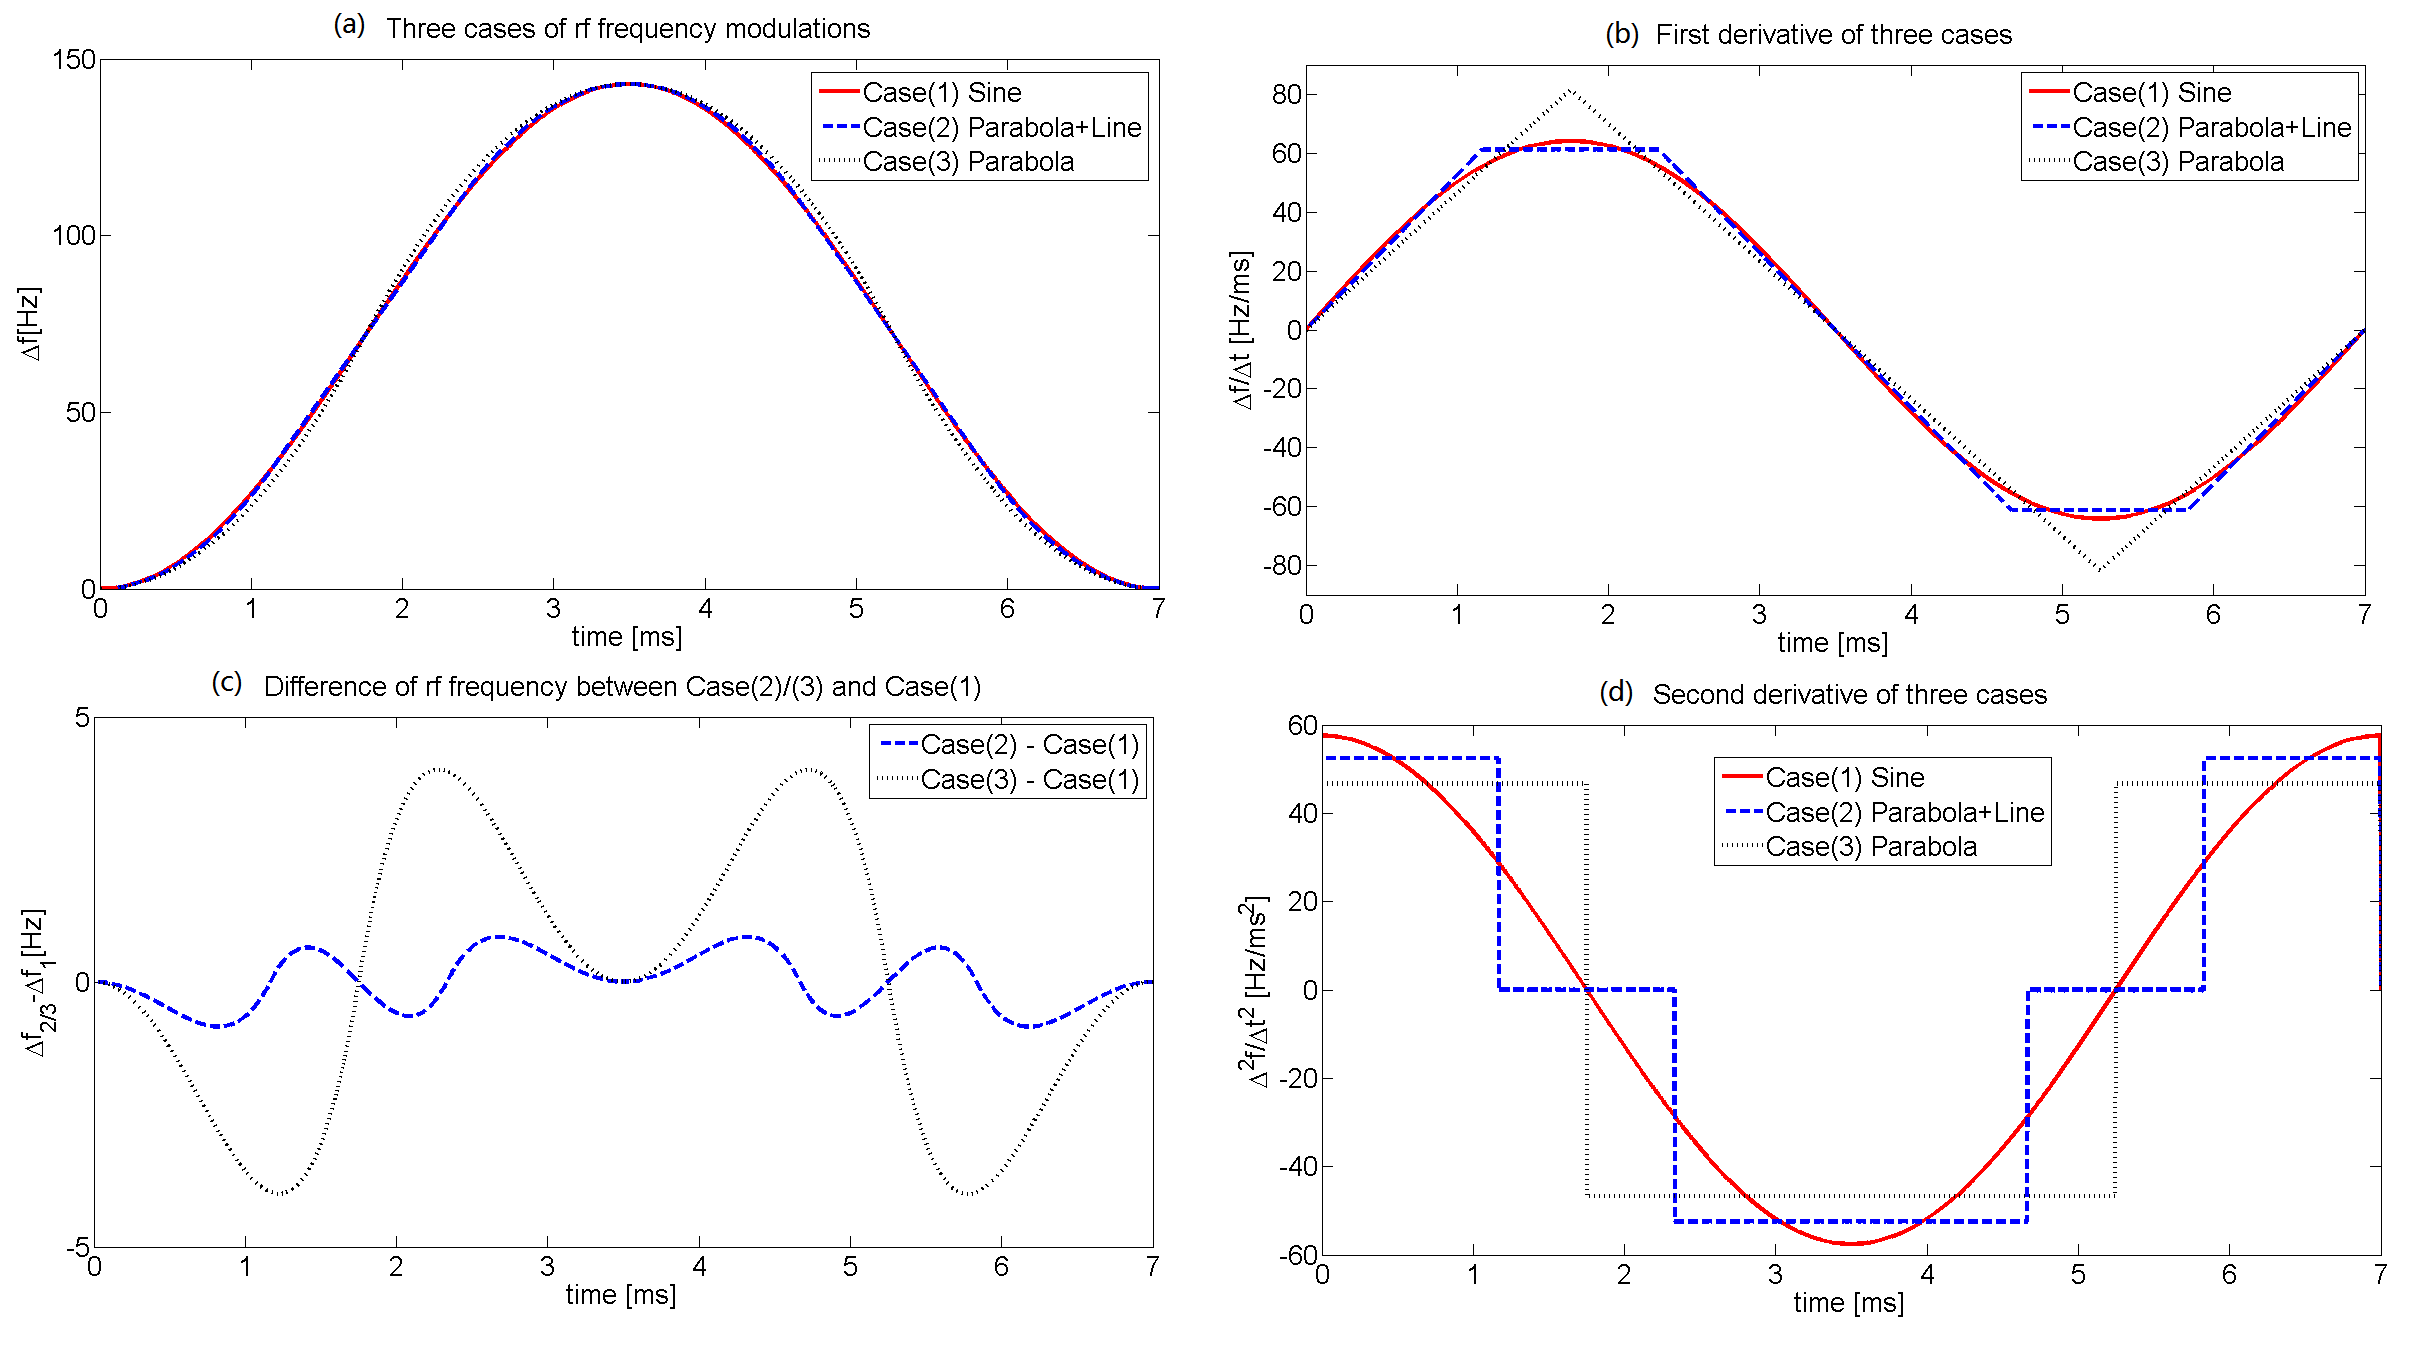 (a) Three cases of rf frequency modulations
150
100
50
0
Δf[Hz]
Case(1) Sine
Case(2) Parabola+Line
Case(3) Parabola
0 1 2 3 4 5 6 7
time [ms]
(b) First derivative of three cases
80
60
40
20
0
-20
-40
-60
-80
Δf/Δt [Hz/ms]
Case(1) Sine
Case(2) Parabola+Line
Case(3) Parabola
0 1 2 3 4 5 6 7
time [ms]
(c) Difference of rf frequency between Case(2)/(3) and Case(1)
5
0
-5
Δf2/3-Δf1[Hz]
Case(2) - Case(1)
Case(3) - Case(1)
0 1 2 3 4 5 6 7
time [ms]
(d) Second derivative of three cases
60
40
20
0
-20
-40
-60
Δ²f/Δt² [Hz/ms²]
Case(1) Sine
Case(2) Parabola+Line
Case(3) Parabola
0 1 2 3 4 5 6 7
time [ms]